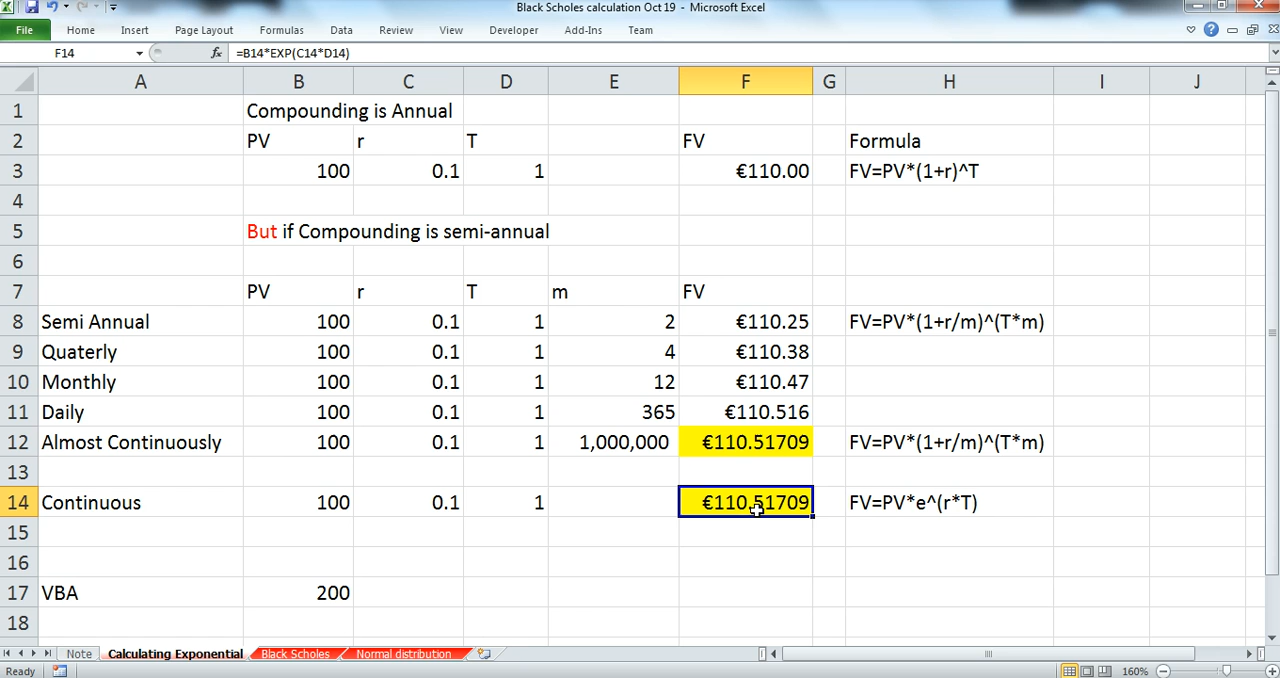 Black Scholes calculation Oct 19 - Microsoft Excel
File Home Insert Page Layout Formulas Data Review View Developer Add-Ins Team
F14 fx =B14*EXP(C14*D14)
A B C D E F G H I J
1 Compounding is Annual
2 PV r T FV Formula
3 100 0.1 1 €110.00 FV=PV*(1+r)^T
4
5 But if Compounding is semi-annual
6
7 PV r T m FV
8 Semi Annual 100 0.1 1 2 €110.25 FV=PV*(1+r/m)^(T*m)
9 Quaterly 100 0.1 1 4 €110.38
10 Monthly 100 0.1 1 12 €110.47
11 Daily 100 0.1 1 365 €110.516
12 Almost Continuously 100 0.1 1 1,000,000 €110.51709 FV=PV*(1+r/m)^(T*m)
13
14 Continuous 100 0.1 1 €110.51709 FV=PV*e^(r*T)
15
16
17 VBA 200
18
Note Calculating Exponential Black Scholes Normal distribution
Ready 160%